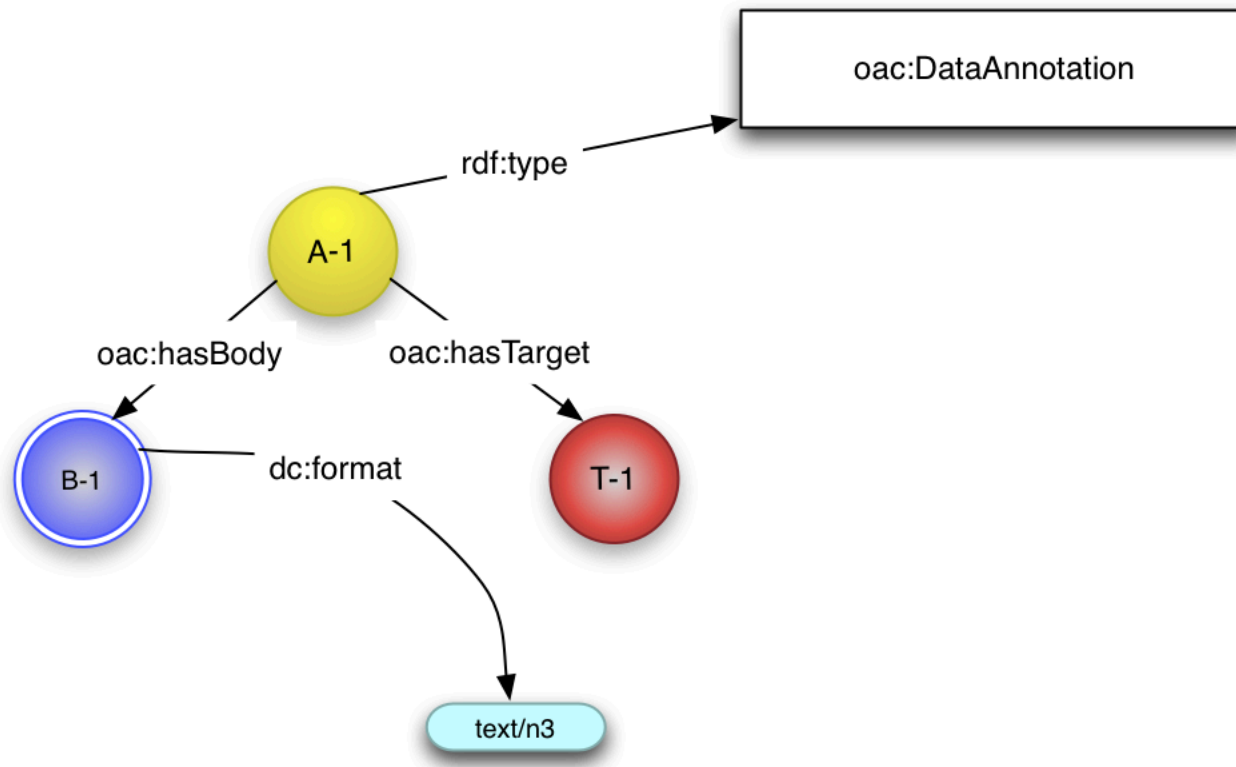 oac:DataAnnotation
rdf:type
A-1
oac:hasBody
oac:hasTarget
B-1
dc:format
T-1
text/n3